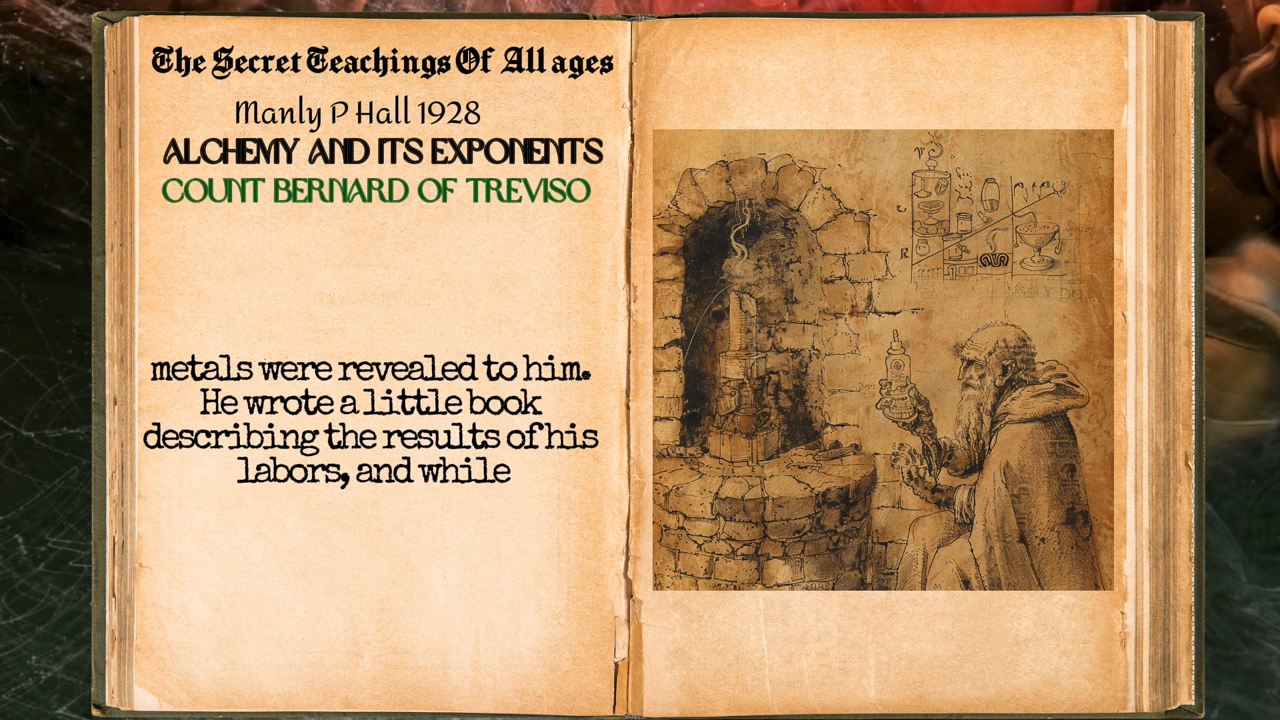 The Secret Teachings Of All ages
Manly P Hall 1928
ALCHEMY AND ITS EXPONENTS
COUNT BERNARD OF TREVISO
metals were revealed to him.
He wrote a little book
describing the results of his
labors, and while